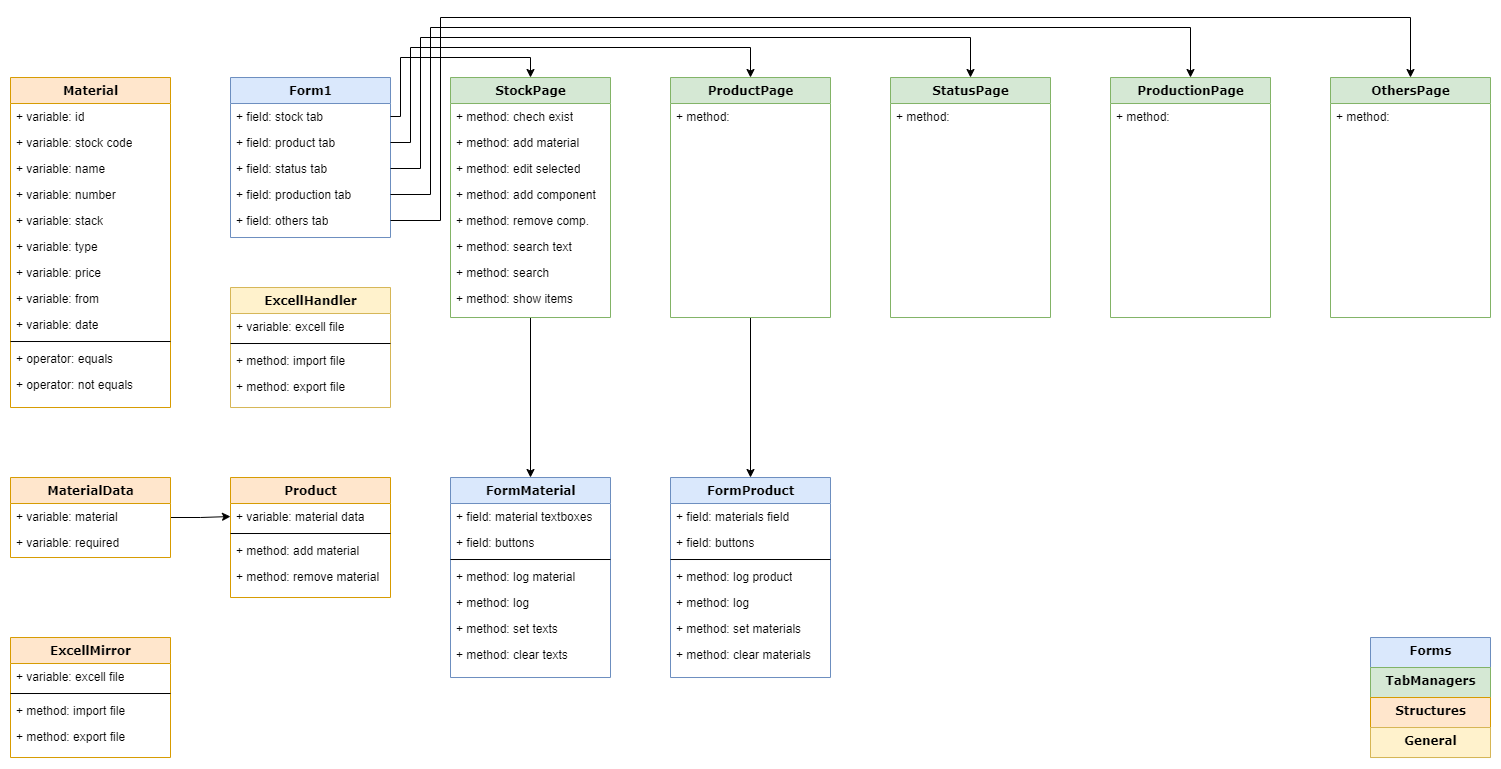 Material
+ variable: id
+ variable: stock code
+ variable: name
+ variable: number
+ variable: stack
+ variable: type
+ variable: price
+ variable: from
+ variable: date
+ operator: equals
+ operator: not equals
Form1
+ field: stock tab
+ field: product tab
+ field: status tab
+ field: production tab
+ field: others tab
StockPage
+ method: chech exist
+ method: add material
+ method: edit selected
+ method: add component
+ method: remove comp.
+ method: search text
+ method: search
+ method: show items
ProductPage
+ method:
StatusPage
+ method:
ProductionPage
+ method:
OthersPage
+ method:
ExcellHandler
+ variable: excell file
+ method: import file
+ method: export file
MaterialData
+ variable: material
+ variable: required
Product
+ variable: material data
+ method: add material
+ method: remove material
FormMaterial
+ field: material textboxes
+ field: buttons
+ method: log material
+ method: log
+ method: set texts
+ method: clear texts
FormProduct
+ field: materials field
+ field: buttons
+ method: log product
+ method: log
+ method: set materials
+ method: clear materials
ExcellMirror
+ variable: excell file
+ method: import file
+ method: export file
Forms
TabManagers
Structures
General